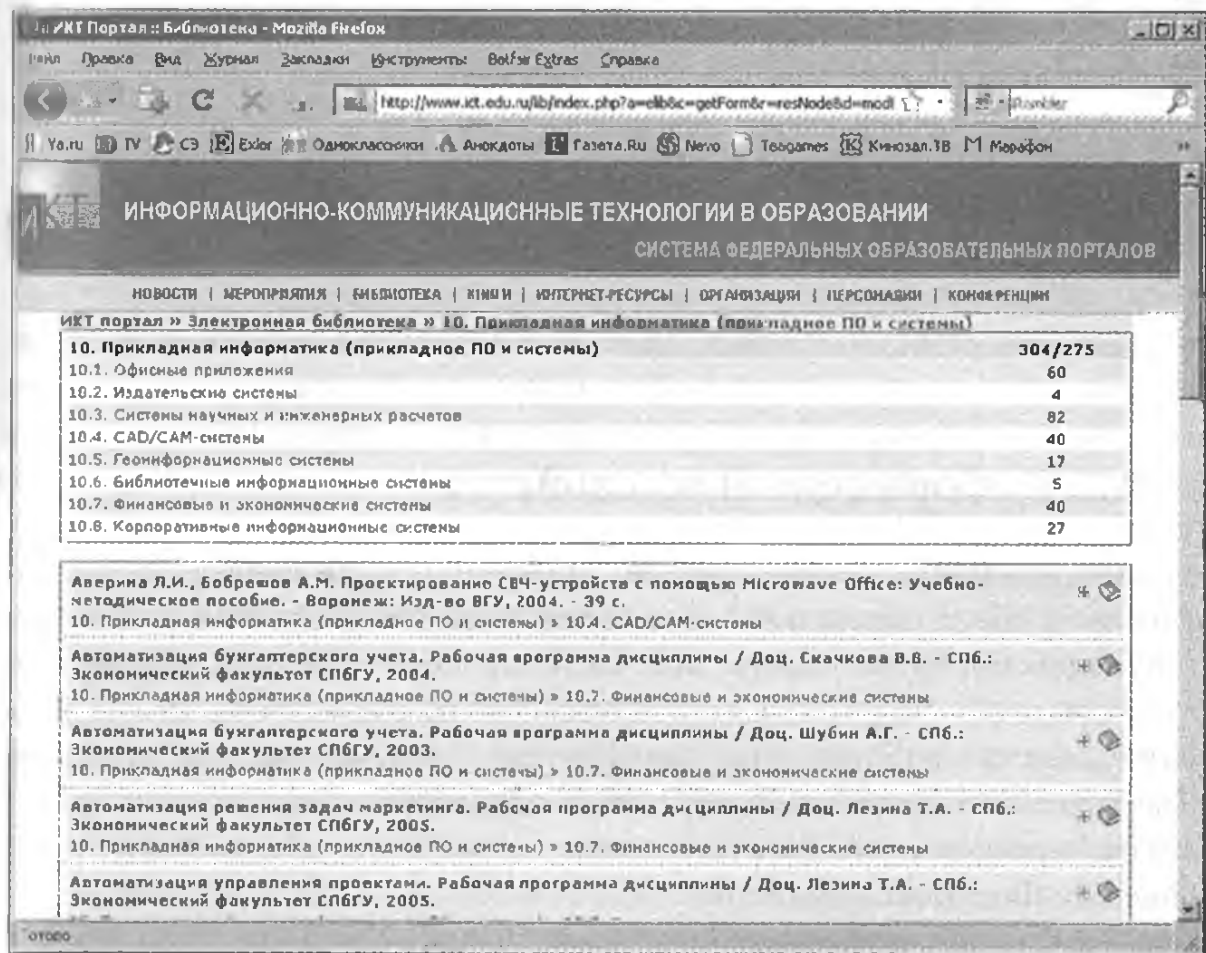 ИКТ Портал :: Библиотека - Mozilla Firefox
Правка Вид Журнал Закладки Инструменты Extras Справка
http://www.ict.edu.ru/lib/index.php?a=elib&c=getForm&r=resNode&d=modl Rambler
Ya.ru TV СЭ Exler Одноклассники Анекдоты Газета.Ru Nevo Teagames Кинозал.ТВ Марафон
ИКТ ИНФОРМАЦИОННО-КОММУНИКАЦИОННЫЕ ТЕХНОЛОГИИ В ОБРАЗОВАНИИ
СИСТЕМА ФЕДЕРАЛЬНЫХ ОБРАЗОВАТЕЛЬНЫХ ПОРТАЛОВ
НОВОСТИ | МЕРОПРИЯТИЯ | БИБЛИОТЕКА | КНИГИ | ИНТЕРНЕТ-РЕСУРСЫ | ОРГАНИЗАЦИИ | ПЕРСОНАЛИИ | КОНФЕРЕНЦИИ
ИКТ портал » Электронная библиотека » 10. Прикладная информатика (прикладное ПО и системы)
10. Прикладная информатика (прикладное ПО и системы) 304/275
10.1. Офисные приложения 60
10.2. Издательские системы 4
10.3. Системы научных и инженерных расчетов 82
10.4. CAD/CAM-системы 40
10.5. Геоинформационные системы 17
10.6. Библиотечные информационные системы 5
10.7. Финансовые и экономические системы 40
10.8. Корпоративные информационные системы 27
Аверина Л.И., Бобрешов А.М. Проектирование СВЧ-устройств с помощью Microwave Office: Учебно-
методическое пособие. - Воронеж: Изд-во ВГУ, 2004. - 39 с.
10. Прикладная информатика (прикладное ПО и системы) » 10.4. CAD/CAM-системы
Автоматизация бухгалтерского учета. Рабочая программа дисциплины / Доц. Скачкова В.В. - СПб.:
Экономический факультет СПбГУ, 2004.
10. Прикладная информатика (прикладное ПО и системы) » 10.7. Финансовые и экономические системы
Автоматизация бухгалтерского учета. Рабочая программа дисциплины / Доц. Шубин А.Г. - СПб.:
Экономический факультет СПбГУ, 2003.
10. Прикладная информатика (прикладное ПО и системы) » 10.7. Финансовые и экономические системы
Автоматизация решения задач маркетинга. Рабочая программа дисциплины / Доц. Лезина Т.А. - СПб.:
Экономический факультет СПбГУ, 2005.
10. Прикладная информатика (прикладное ПО и системы) » 10.7. Финансовые и экономические системы
Автоматизация управления проектами. Рабочая программа дисциплины / Доц. Лезина Т.А. - СПб.:
Экономический факультет СПбГУ, 2005.